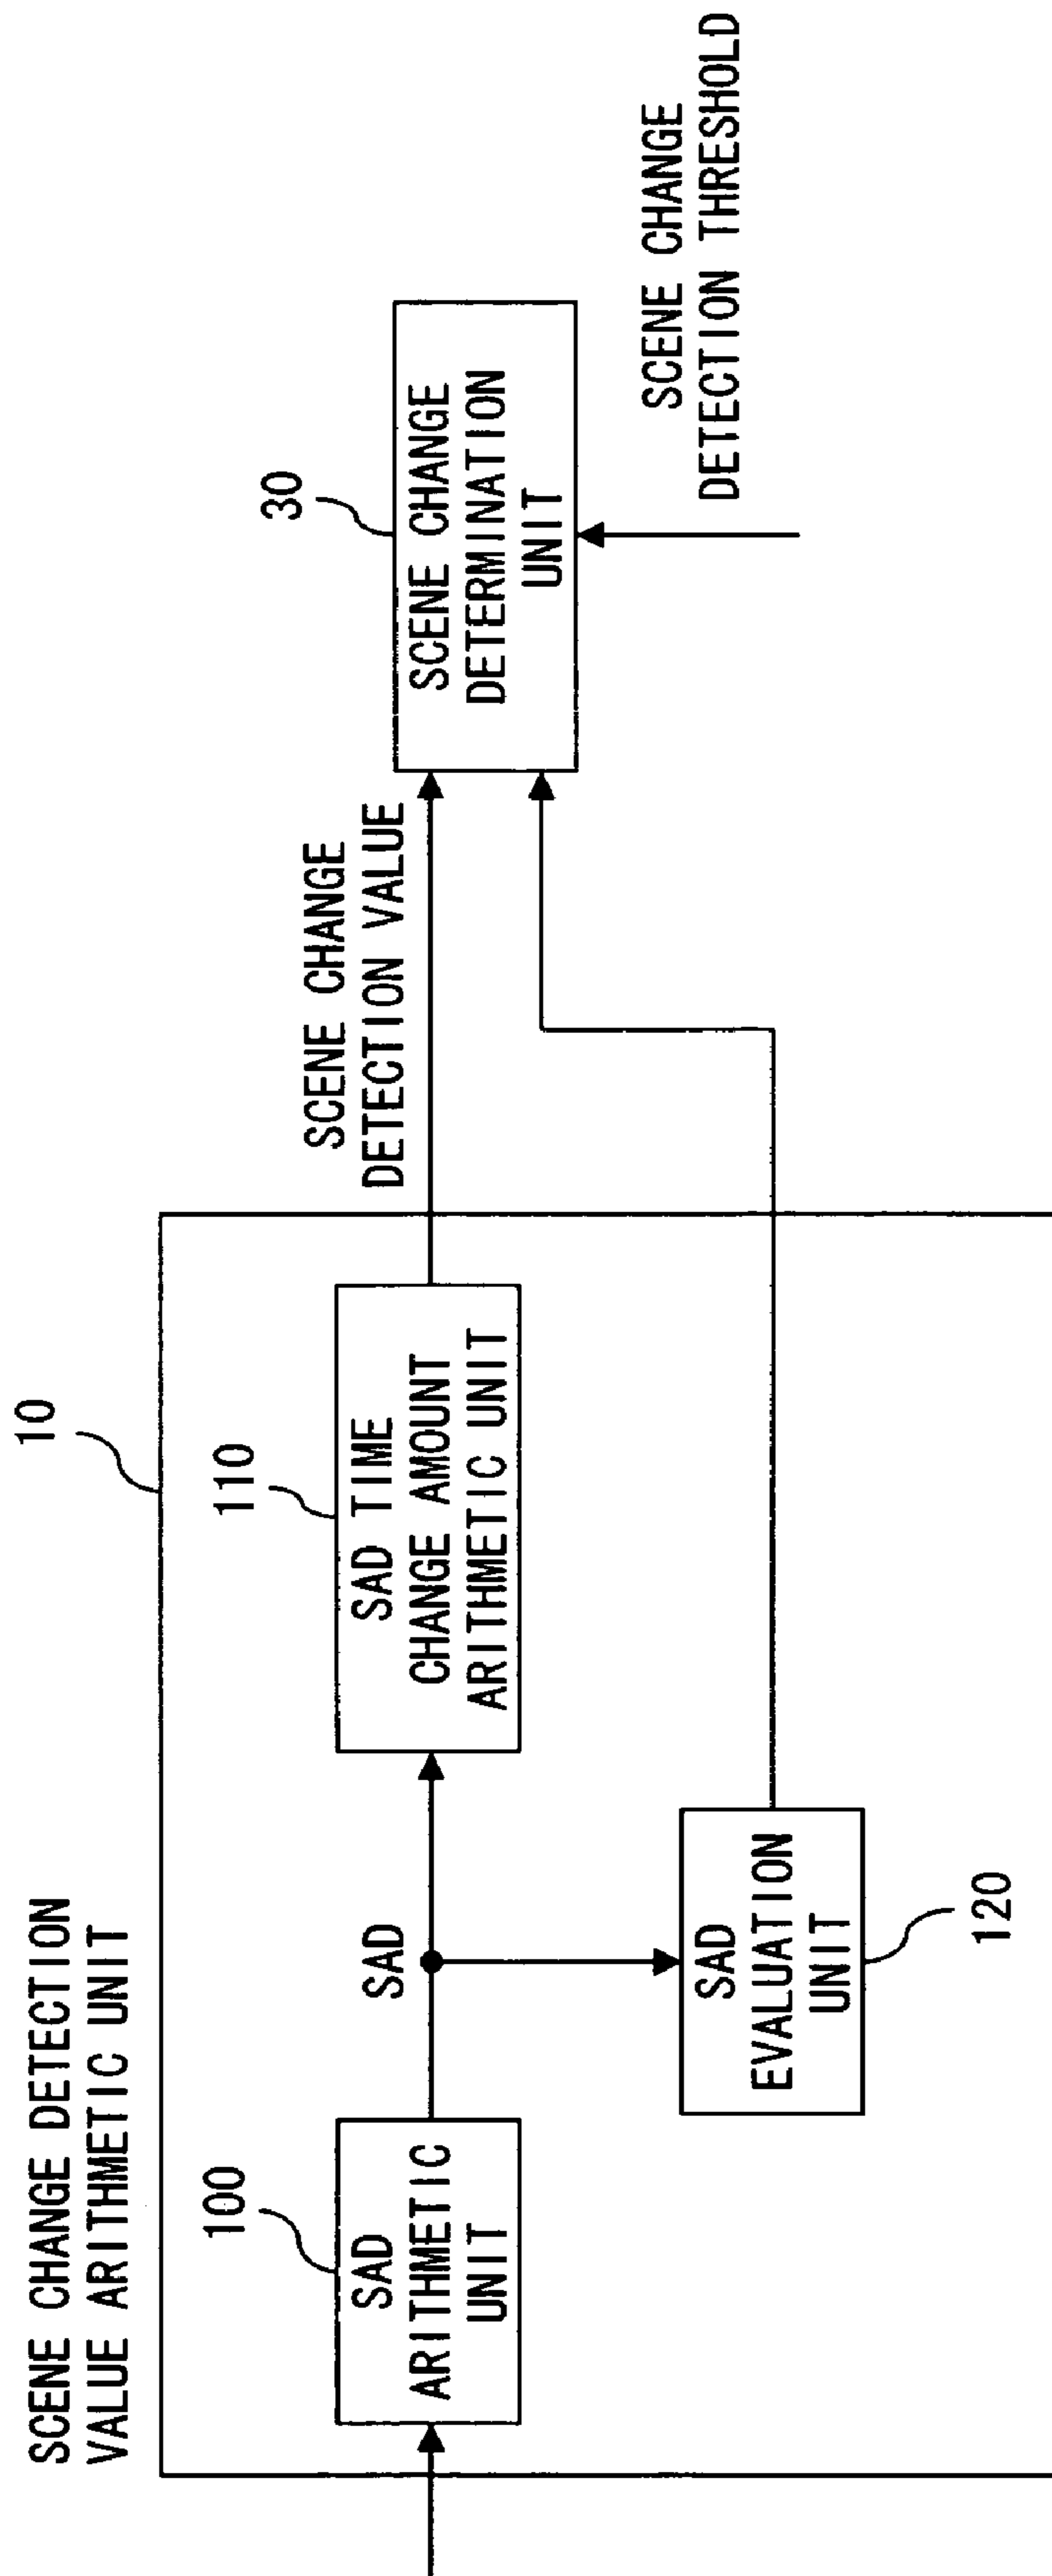 SCENE CHANGE DETECTION
VALUE ARITHMETIC UNIT
10
100
SAD
ARITHMETIC
UNIT
SAD
110
SAD TIME
CHANGE AMOUNT
ARITHMETIC UNIT
SAD
EVALUATION
UNIT
120
SCENE CHANGE
DETECTION VALUE
30
SCENE CHANGE
DETERMINATION
UNIT
SCENE CHANGE
DETECTION THRESHOLD